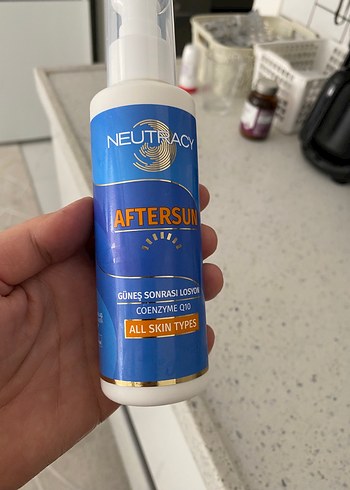 NEUTRACY
AFTERSUN
GÜNEŞ SONRASI LOSYON
COENZYME Q10
ALL SKIN TYPES